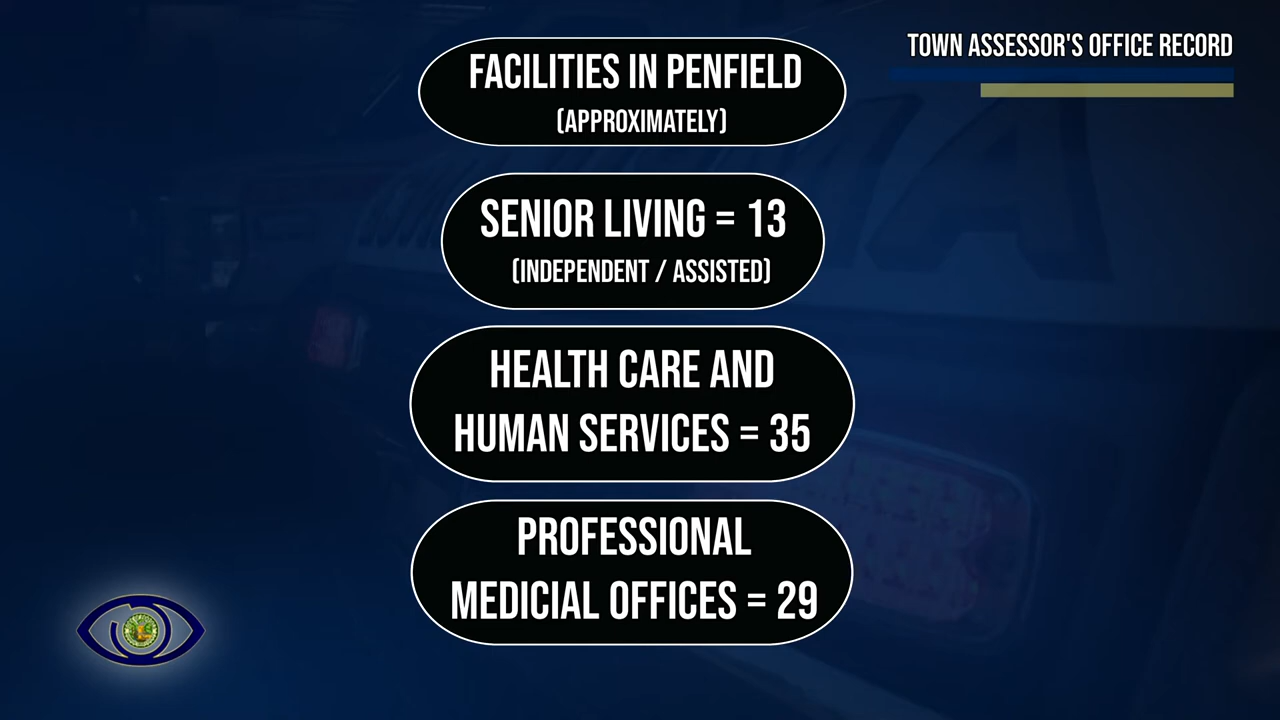 TOWN ASSESSOR'S OFFICE RECORD
FACILITIES IN PENFIELD
(APPROXIMATELY)
SENIOR LIVING = 13
(INDEPENDENT / ASSISTED)
HEALTH CARE AND
HUMAN SERVICES = 35
PROFESSIONAL
MEDICIAL OFFICES = 29